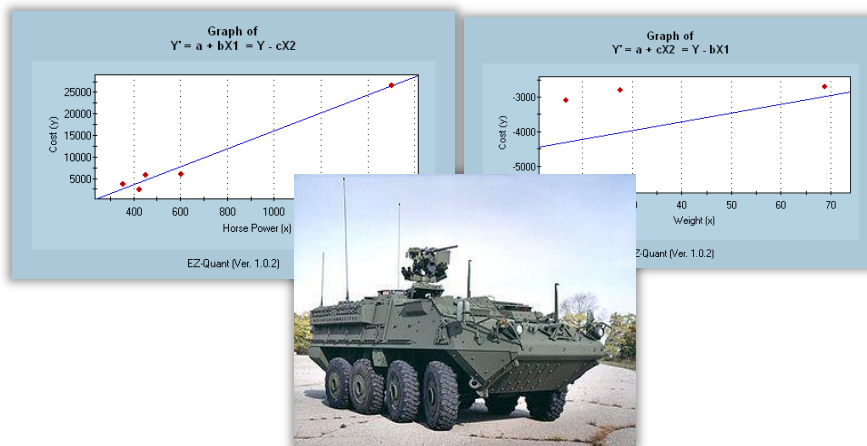 Graph of
Y' = a + bX1 = Y - cX2
25000
20000
15000
10000
5000
Cost (y)
400
600
800
1000
Horse Power (x)
EZ-Quant (Ver. 1.0.2)
Graph of
Y' = a + cX2 = Y - bX1
-3000
-4000
-5000
Cost (y)
40
50
60
70
Weight (x)
EZ-Quant (Ver. 1.0.2)